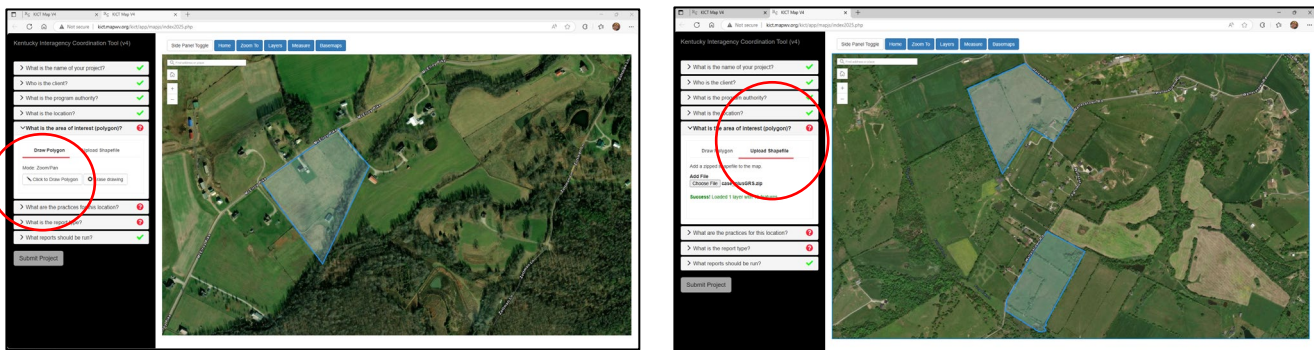 KICT Map V4
KICT Map V4
Not secure | kict.mapwv.org/kict/app/maps/index2025.php
Kentucky Interagency Coordination Tool (v4)
Side Panel Toggle
Home
Zoom To
Layers
Measure
Basemaps
What is the name of your project?
Who is the client?
What is the program authority?
What is the location?
What is the area of interest (polygon)?
Draw Polygon
Upload Shapefile
Mode: Zoom/Pan
Click to Draw Polygon
drawing
What are the practices for this location?
What is the report type?
What reports should be run?
Submit Project
KICT Map V4
KICT Map V4
Not secure | kict.mapwv.org/kict/app/maps/index2025.php
Kentucky Interagency Coordination Tool (v4)
Side Panel Toggle
Home
Zoom To
Layers
Measure
Basemaps
What is the name of your project?
Who is the client?
What is the program authority?
What is the location?
What is the area of interest (polygon)?
Draw Polygon
Upload Shapefile
Add a zipped shapefile to the map.
Add File
Choose File
Success! Loaded 1 layer
What are the practices for this location?
What is the report type?
What reports should be run?
Submit Project